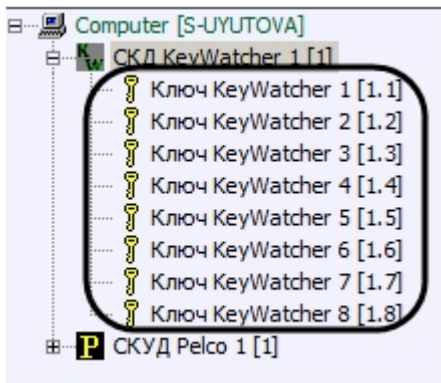 Computer [S-UYUTOVA]
СКД KeyWatcher 1 [1]
Ключ KeyWatcher 1 [1.1]
Ключ KeyWatcher 2 [1.2]
Ключ KeyWatcher 3 [1.3]
Ключ KeyWatcher 4 [1.4]
Ключ KeyWatcher 5 [1.5]
Ключ KeyWatcher 6 [1.6]
Ключ KeyWatcher 7 [1.7]
Ключ KeyWatcher 8 [1.8]
P СКУД Pelco 1 [1]